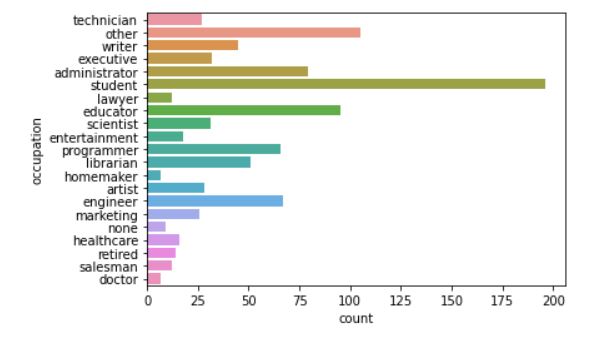 technician
other
writer
executive
administrator
student
lawyer
educator
scientist
entertainment
programmer
librarian
homemaker
artist
engineer
marketing
none
healthcare
retired
salesman
doctor
occupation
0 25 50 75 100 125 150 175 200
count